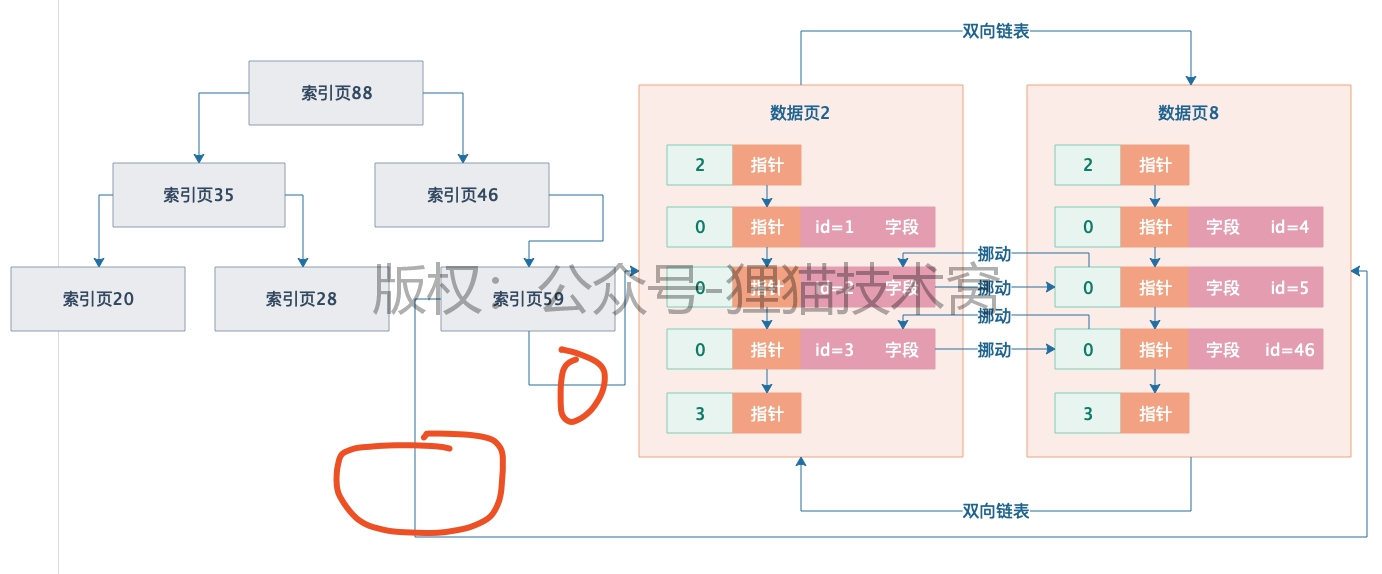 双向链表
索引页88
索引页35
索引页46
索引页20
索引页28
索引页59
数据页2
2 指针
0 指针 id=1 字段
0 指针 id=2 字段
0 指针 id=3 字段
3 指针
挪动
挪动
挪动
挪动
数据页8
2 指针
0 指针 字段 id=4
0 指针 字段 id=5
0 指针 字段 id=46
3 指针
双向链表
版权：公众号-狸猫技术窝